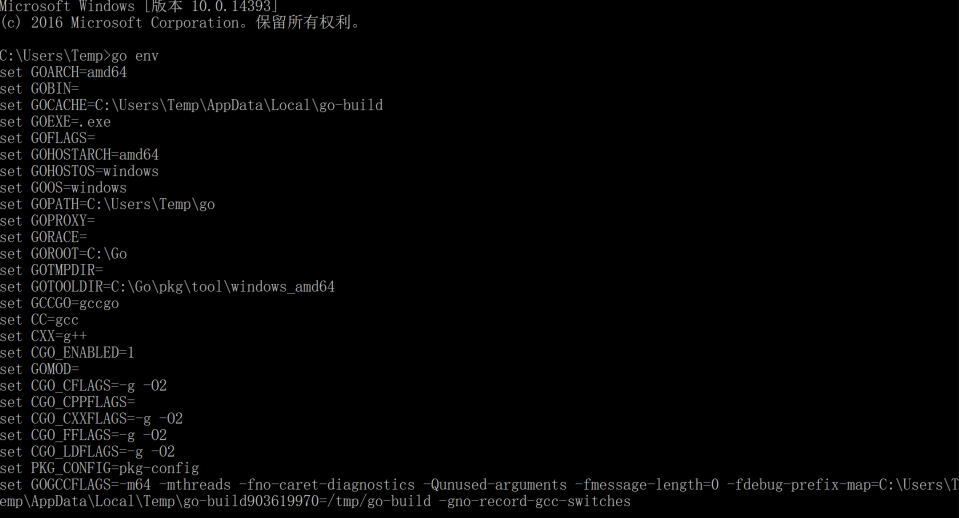 Microsoft Windows [版本 10.0.14393]
(c) 2016 Microsoft Corporation。保留所有权利。
C:\Users\Temp>go env
set GOARCH=amd64
set GOBIN=
set GOCACHE=C:\Users\Temp\AppData\Local\go-build
set GOEXE=.exe
set GOFLAGS=
set GOHOSTARCH=amd64
set GOHOSTOS=windows
set GOOS=windows
set GOPATH=C:\Users\Temp\go
set GOPROXY=
set GORACE=
set GOROOT=C:\Go
set GOTMPDIR=
set GOTOOLDIR=C:\Go\pkg\tool\windows_amd64
set GCCGO=gccgo
set CC=gcc
set CXX=g++
set CGO_ENABLED=1
set GOMOD=
set CGO_CFLAGS=-g -O2
set CGO_CPPFLAGS=
set CGO_CXXFLAGS=-g -O2
set CGO_FFLAGS=-g -O2
set CGO_LDFLAGS=-g -O2
set PKG_CONFIG=pkg-config
set GOGCCFLAGS=-m64 -mthreads -fno-caret-diagnostics -Qunused-arguments -fmessage-length=0 -fdebug-prefix-map=C:\Users\T
emp\AppData\Local\Temp\go-build903619970=/tmp/go-build -gno-record-gcc-switches